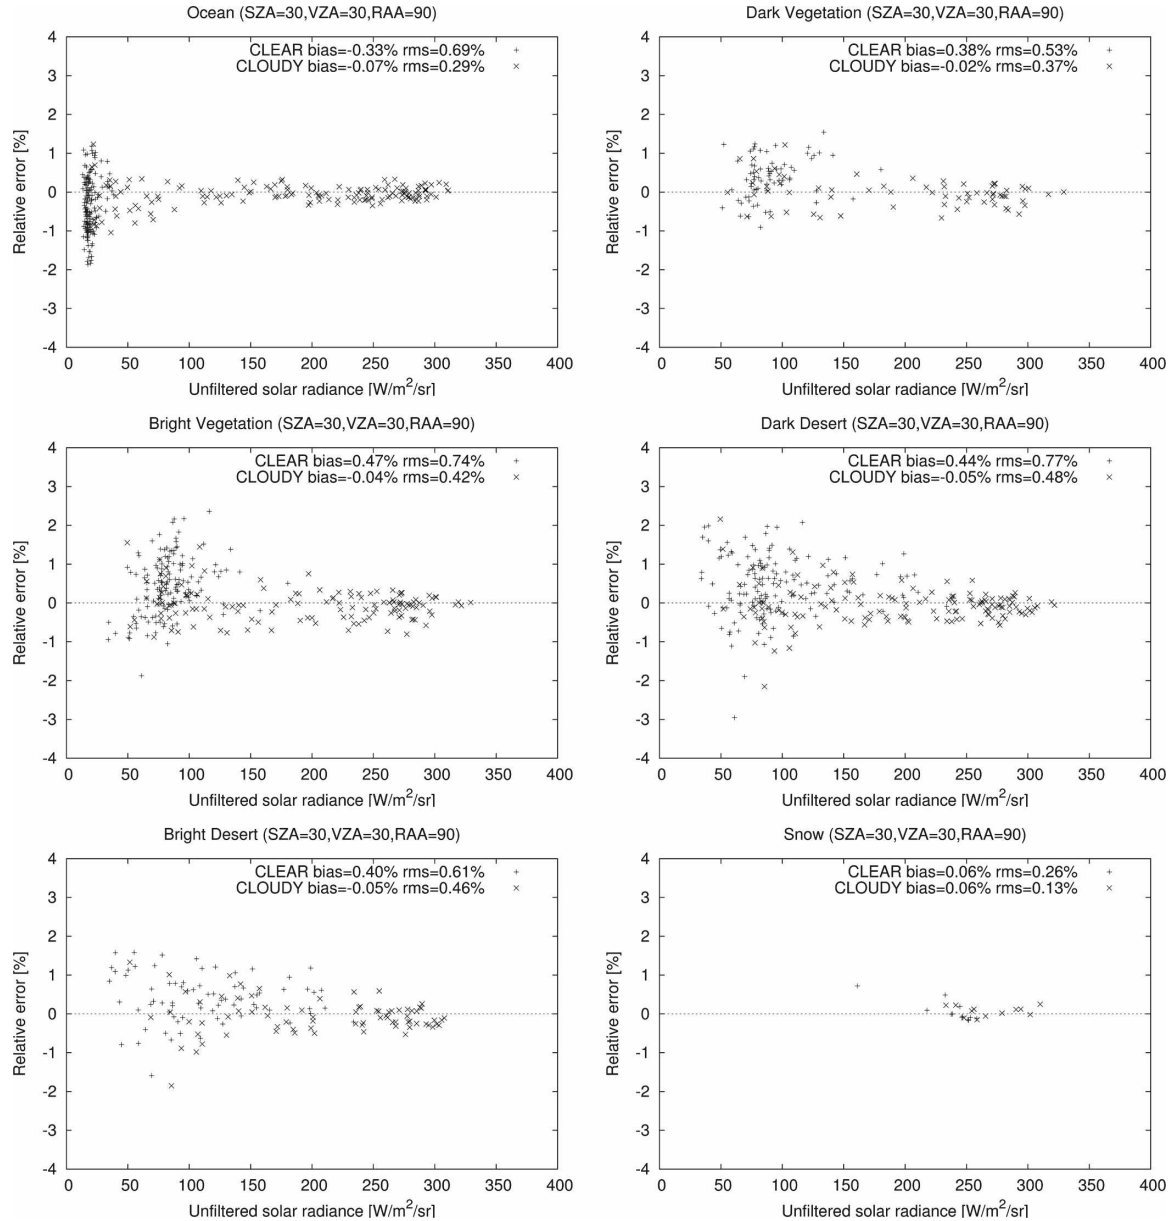 Ocean (SZA=30,VZA=30,RAA=90)
CLEAR bias=-0.33% rms=0.69% +
CLOUDY bias=-0.07% rms=0.29% ×
Relative error [%]
4
3
2
1
0
-1
-2
-3
-4
0 50 100 150 200 250 300 350 400
Unfiltered solar radiance [W/m²/sr]
Dark Vegetation (SZA=30,VZA=30,RAA=90)
CLEAR bias=0.38% rms=0.53% +
CLOUDY bias=-0.02% rms=0.37% ×
Relative error [%]
4
3
2
1
0
-1
-2
-3
-4
0 50 100 150 200 250 300 350 400
Unfiltered solar radiance [W/m²/sr]
Bright Vegetation (SZA=30,VZA=30,RAA=90)
CLEAR bias=0.47% rms=0.74% +
CLOUDY bias=-0.04% rms=0.42% ×
Relative error [%]
4
3
2
1
0
-1
-2
-3
-4
0 50 100 150 200 250 300 350 400
Unfiltered solar radiance [W/m²/sr]
Dark Desert (SZA=30,VZA=30,RAA=90)
CLEAR bias=0.44% rms=0.77% +
CLOUDY bias=-0.05% rms=0.48% ×
Relative error [%]
4
3
2
1
0
-1
-2
-3
-4
0 50 100 150 200 250 300 350 400
Unfiltered solar radiance [W/m²/sr]
Bright Desert (SZA=30,VZA=30,RAA=90)
CLEAR bias=0.40% rms=0.61% +
CLOUDY bias=-0.05% rms=0.46% ×
Relative error [%]
4
3
2
1
0
-1
-2
-3
-4
0 50 100 150 200 250 300 350 400
Unfiltered solar radiance [W/m²/sr]
Snow (SZA=30,VZA=30,RAA=90)
CLEAR bias=0.06% rms=0.26% +
CLOUDY bias=0.06% rms=0.13% ×
Relative error [%]
4
3
2
1
0
-1
-2
-3
-4
0 50 100 150 200 250 300 350 400
Unfiltered solar radiance [W/m²/sr]